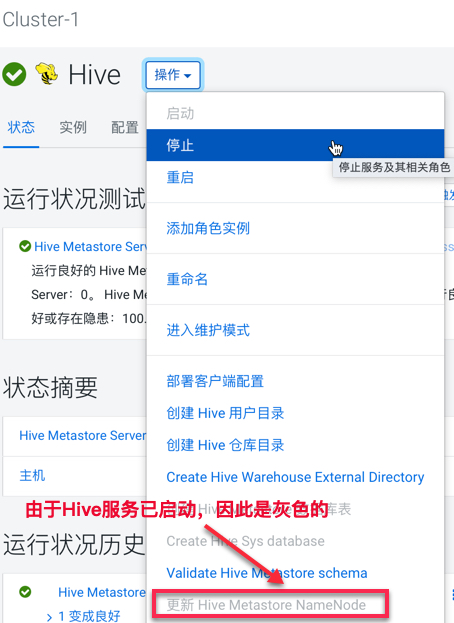 Cluster-1
Hive
操作
状态 实例 配置
启动
停止
停止服务及其相关角色
重启
运行状况测试
添加角色实例
Hive Metastore Serv
运行良好的 Hive Me
重命名
Server：0。 Hive Me
好或存在隐患：100.
进入维护模式
状态摘要
部署客户端配置
创建 Hive 用户目录
Hive Metastore Server
创建 Hive 仓库目录
主机
Create Hive Warehouse External Directory
由于Hive服务已启动，因此是灰色的
库表
运行状况历史
Create Hive Sys database
Hive Metastore
Validate Hive Metastore schema
1 变成良好
更新 Hive Metastore NameNode